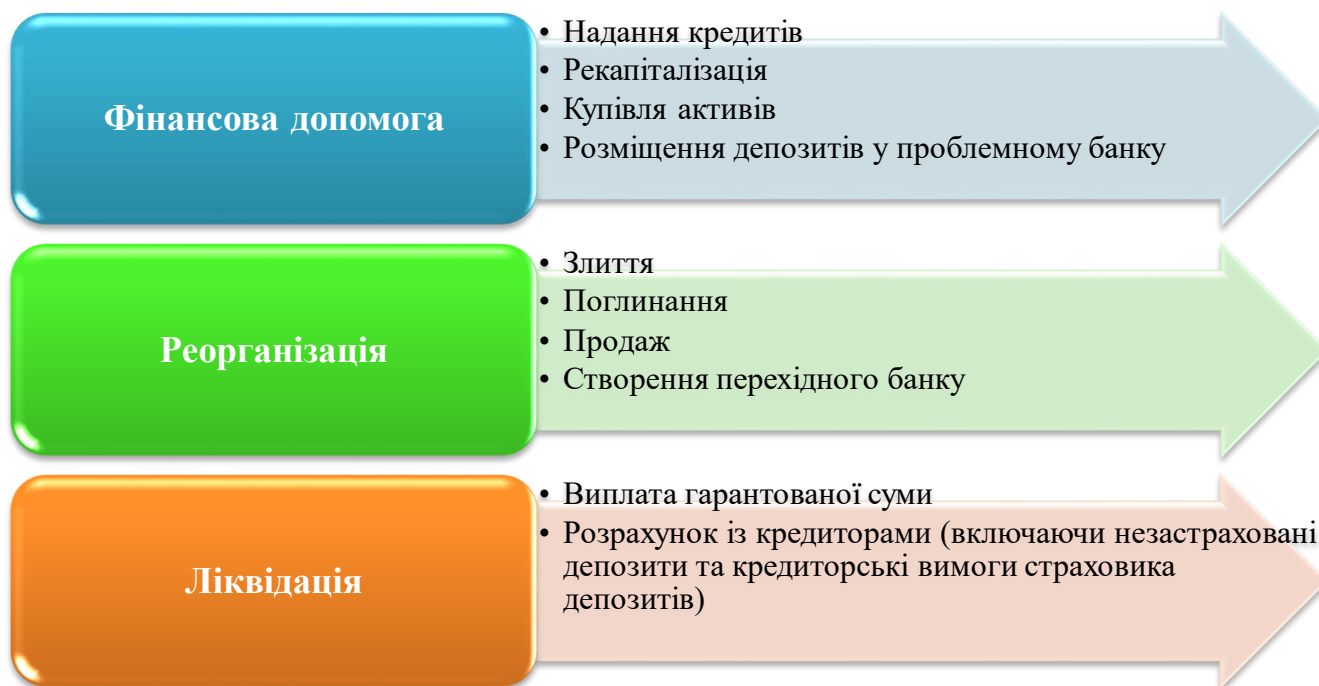 Фінансова допомога
• Надання кредитів
• Рекапіталізація
• Купівля активів
• Розміщення депозитів у проблемному банку
Реорганізація
• Злиття
• Поглинання
• Продаж
• Створення перехідного банку
Ліквідація
• Виплата гарантованої суми
• Розрахунок із кредиторами (включаючи незастраховані
депозити та кредиторські вимоги страховика
депозитів)